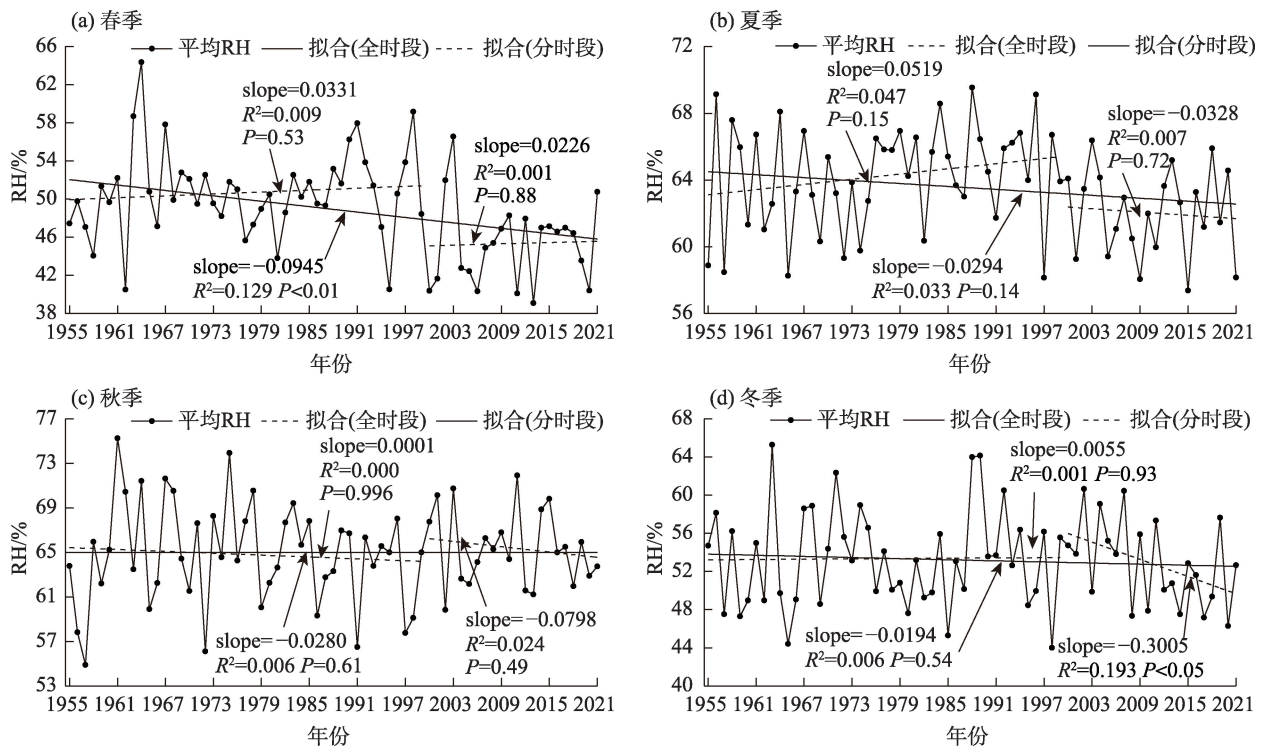 (a) 春季
平均RH 拟合(全时段) 拟合(分时段)
66
62
58
54
50
46
42
38
RH/%
slope=0.0331
R²=0.009
P=0.53
slope=0.0226
R²=0.001
P=0.88
slope=−0.0945
R²=0.129 P<0.01
1955 1961 1967 1973 1979 1985 1991 1997 2003 2009 2015 2021
年份
(b) 夏季
平均RH 拟合(分时段) 拟合(全时段)
72
68
64
60
56
RH/%
slope=0.0519
R²=0.047
P=0.15
slope=−0.0328
R²=0.007
P=0.72
slope=−0.0294
R²=0.033 P=0.14
1955 1961 1967 1973 1979 1985 1991 1997 2003 2009 2015 2021
年份
(c) 秋季
平均RH 拟合(全时段) 拟合(分时段)
77
73
69
65
61
57
53
RH/%
slope=0.0001
R²=0.000
P=0.996
slope=−0.0280
R²=0.006 P=0.61
slope=−0.0798
R²=0.024
P=0.49
1955 1961 1967 1973 1979 1985 1991 1997 2003 2009 2015 2021
年份
(d) 冬季
平均RH 拟合(全时段) 拟合(分时段)
68
64
60
56
52
48
44
40
RH/%
slope=0.0055
R²=0.001 P=0.93
slope=−0.0194
R²=0.006 P=0.54
slope=−0.3005
R²=0.193 P<0.05
1955 1961 1967 1973 1979 1985 1991 1997 2003 2009 2015 2021
年份